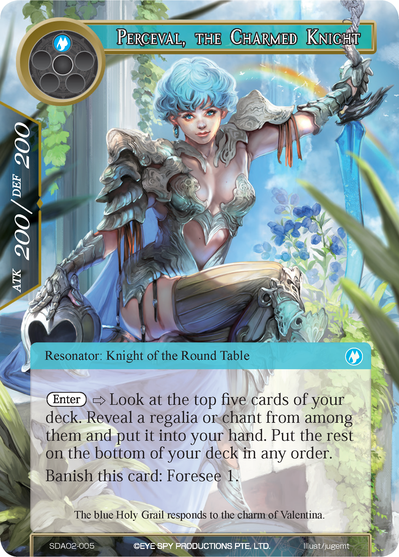 Perceval, the Charmed Knight
ATK 200/DEF 200
Resonator: Knight of the Round Table
Enter ⇨ Look at the top five cards of your
deck. Reveal a regalia or chant from among
them and put it into your hand. Put the rest
on the bottom of your deck in any order.
Banish this card: Foresee 1.
The blue Holy Grail responds to the charm of Valentina.
SDAO2-005 ©EYE SPY PRODUCTIONS PTE. LTD. Illust/jugemt